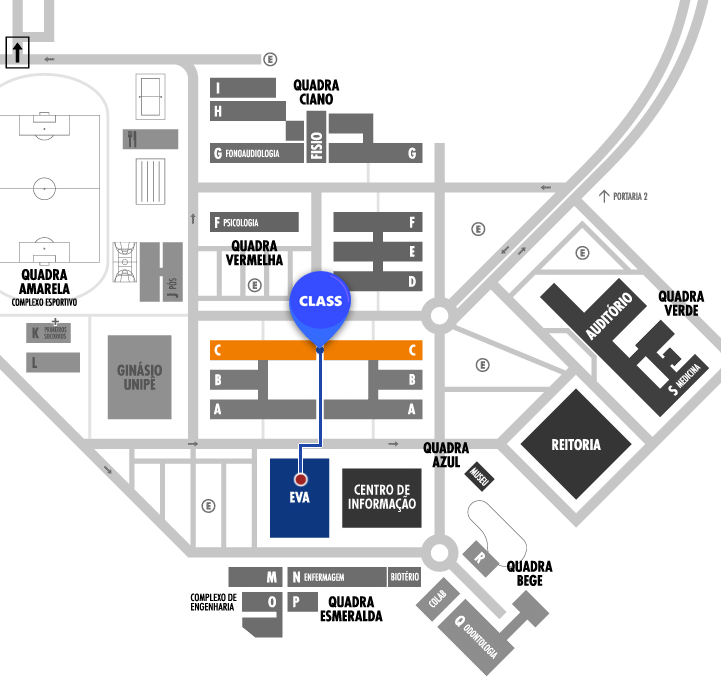 E
I
QUADRA
CIANO
H
FISIO
G FONOAUDIOLOGIA
G
PORTARIA 2
F PSICOLOGIA
F
E
QUADRA
VERMELHA
E
E
E
D
J PÓS
QUADRA
AMARELA
COMPLEXO ESPORTIVO
CLASS
AUDITÓRIO
QUADRA
VERDE
K PRIMEIROS
SOCORROS
L
GINÁSIO
UNIPÊ
C
C
B
B
A
A
E
S MEDICINA
REITORIA
QUADRA
AZUL
MUSEU
EVA
CENTRO DE
INFORMAÇÃO
E
R
QUADRA
BEGE
M
N ENFERMAGEM
BIOTÉRIO
COMPLEXO DE
ENGENHARIA
O
P
QUADRA
ESMERALDA
COLAB
Q ODONTOLOGIA